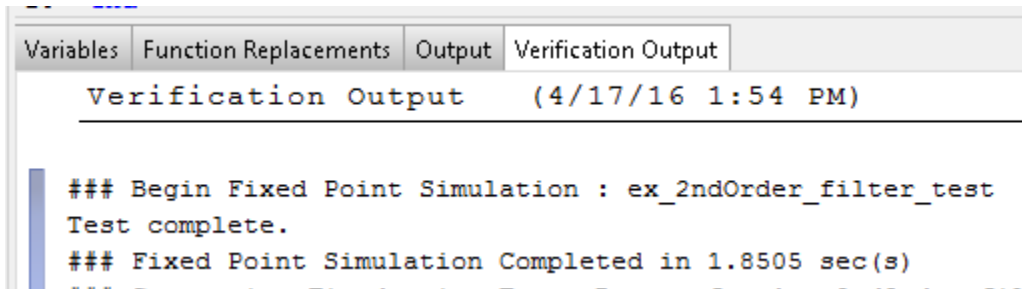 Variables Function Replacements Output Verification Output
Verification Output (4/17/16 1:54 PM)
### Begin Fixed Point Simulation : ex_2ndOrder_filter_test
Test complete.
### Fixed Point Simulation Completed in 1.8505 sec(s)